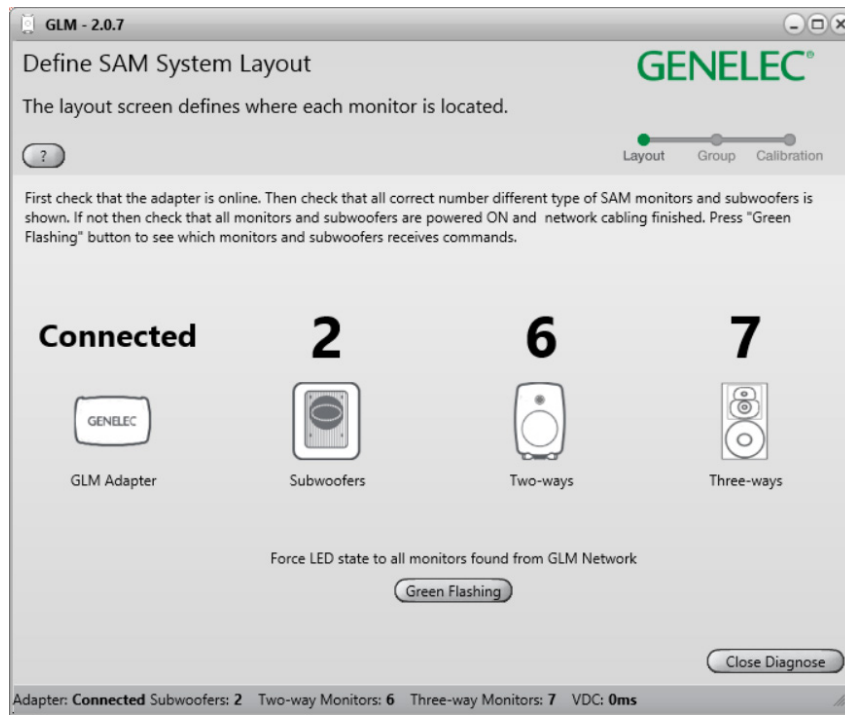 GLM - 2.0.7
Define SAM System Layout
GENELEC®
The layout screen defines where each monitor is located.
?
Layout Group Calibration
First check that the adapter is online. Then check that all correct number different type of SAM monitors and subwoofers is
shown. If not then check that all monitors and subwoofers are powered ON and network cabling finished. Press "Green
Flashing" button to see which monitors and subwoofers receives commands.
Connected 2 6 7
GENELEC
GLM Adapter Subwoofers Two-ways Three-ways
Force LED state to all monitors found from GLM Network
Green Flashing
Close Diagnose
Adapter: Connected Subwoofers: 2 Two-way Monitors: 6 Three-way Monitors: 7 VDC: 0ms